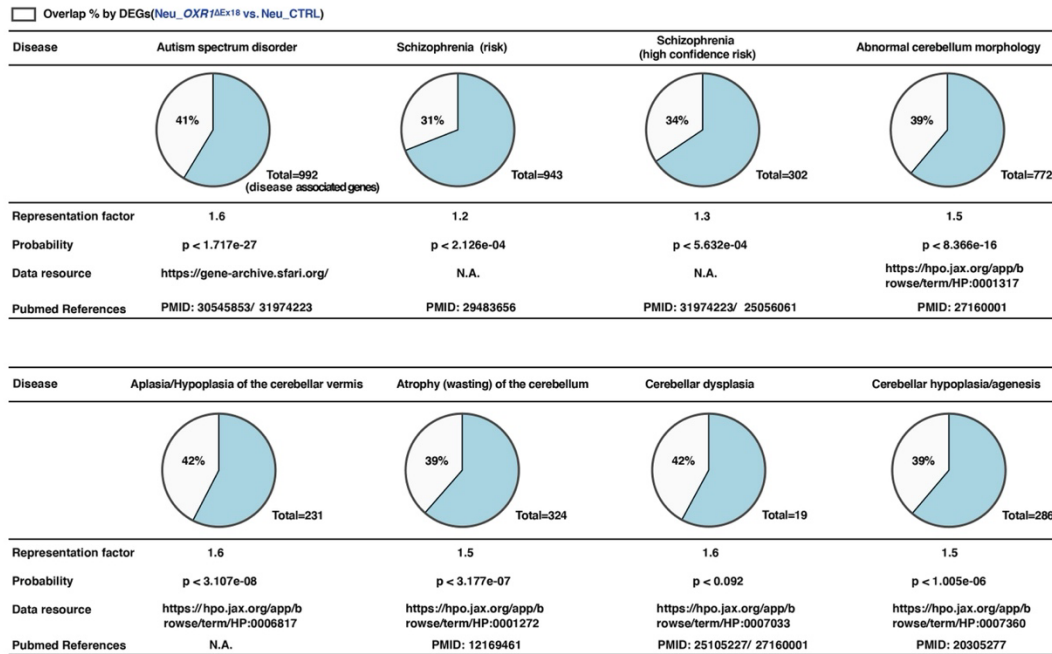 Overlap % by DEGs(Neu_OXR1ΔEx18 vs. Neu_CTRL)
Disease Autism spectrum disorder Schizophrenia (risk) Schizophrenia (high confidence risk) Abnormal cerebellum morphology
41% 31% 34% 39%
Total=992 (disease associated genes) Total=943 Total=302 Total=772
Representation factor 1.6 1.2 1.3 1.5
Probability p < 1.717e-27 p < 2.126e-04 p < 5.632e-04 p < 8.366e-16
Data resource https://gene-archive.sfari.org/ N.A. N.A. https://hpo.jax.org/app/b
rowse/term/HP:0001317
Pubmed References PMID: 30545853/ 31974223 PMID: 29483656 PMID: 31974223/ 25056061 PMID: 27160001
Disease Aplasia/Hypoplasia of the cerebellar vermis Atrophy (wasting) of the cerebellum Cerebellar dysplasia Cerebellar hypoplasia/agenesis
42% 39% 42% 39%
Total=231 Total=324 Total=19 Total=286
Representation factor 1.6 1.5 1.6 1.5
Probability p < 3.107e-08 p < 3.177e-07 p < 0.092 p < 1.005e-06
Data resource https://hpo.jax.org/app/b https://hpo.jax.org/app/b https://hpo.jax.org/app/b https://hpo.jax.org/app/b
rowse/term/HP:0006817 rowse/term/HP:0001272 rowse/term/HP:0007033 rowse/term/HP:0007360
Pubmed References N.A. PMID: 12169461 PMID: 25105227/ 27160001 PMID: 20305277